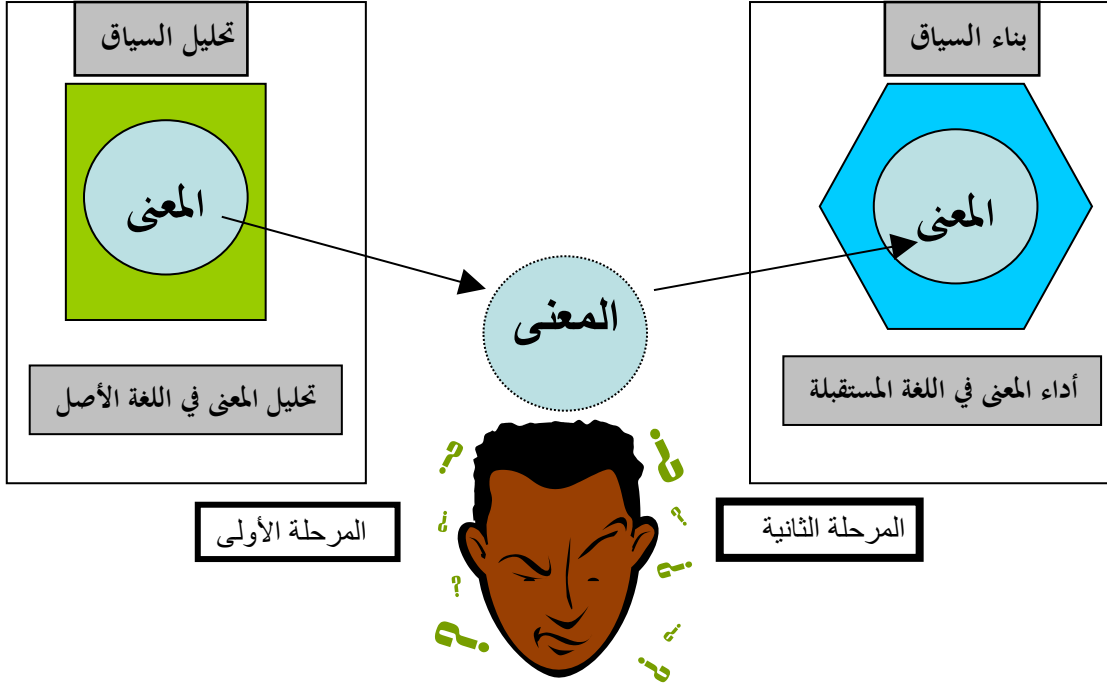 تحليل السياق
المعنى
تحليل المعنى في اللغة الأصل
المرحلة الأولى
المعنى
بناء السياق
المعنى
أداء المعنى في اللغة المستقبلة
المرحلة الثانية
؟
؟
؟
؟
؟
؟
؟
؟
؟